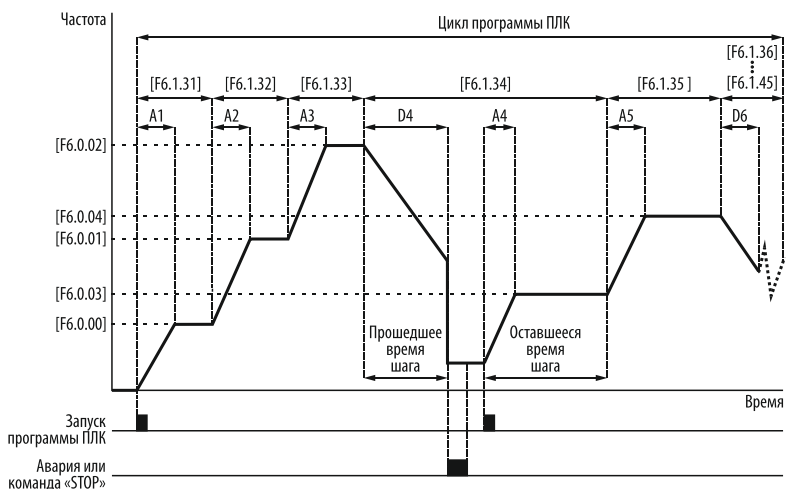 Частота
Цикл программы ПЛК
[F6.1.36]
[F6.1.31]
[F6.1.32]
[F6.1.33]
[F6.1.34]
[F6.1.35 ]
[F6.1.45]
A1
A2
A3
D4
A4
A5
D6
[F6.0.02]
[F6.0.04]
[F6.0.01]
[F6.0.03]
[F6.0.00]
Прошедшее
время
шага
Оставшееся
время
шага
Время
Запуск
программы ПЛК
Авария или
команда «STOP»